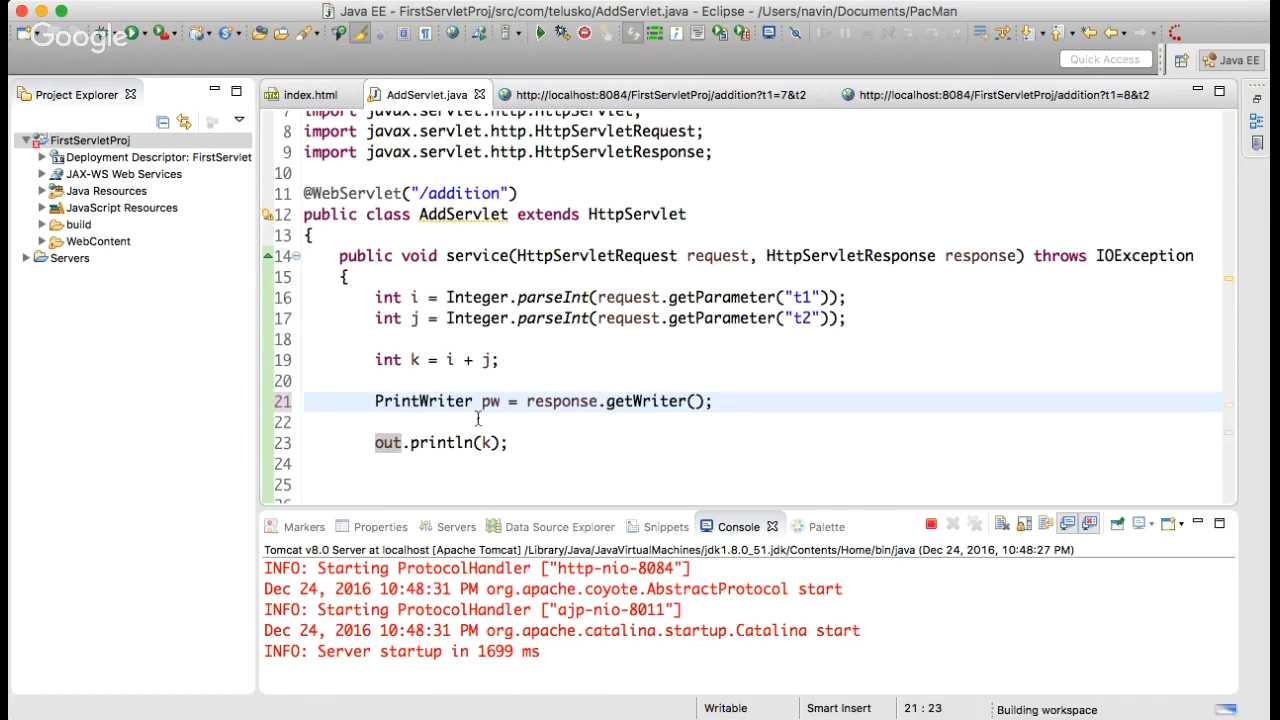 Java EE - FirstServletProj/src/com/telusko/AddServlet.java - Eclipse - /Users/navin/Documents/PacMan
Google
Quick Access
Java EE
Project Explorer
index.html
AddServlet.java
http://localhost:8084/FirstServletProj/addition?t1=7&t2
http://localhost:8084/FirstServletProj/addition?t1=8&t2
FirstServletProj
Deployment Descriptor: FirstServlet
JAX-WS Web Services
Java Resources
JavaScript Resources
build
WebContent
Servers
7 import javax.servlet.http.HttpServlet;
8 import javax.servlet.http.HttpServletRequest;
9 import javax.servlet.http.HttpServletResponse;
10
11 @WebServlet("/addition")
12 public class AddServlet extends HttpServlet
13 {
14 public void service(HttpServletRequest request, HttpServletResponse response) throws IOException
15 {
16 int i = Integer.parseInt(request.getParameter("t1"));
17 int j = Integer.parseInt(request.getParameter("t2"));
18
19 int k = i + j;
20
21 PrintWriter pw = response.getWriter();
22
23 out.println(k);
24
25
26
Markers Properties Servers Data Source Explorer Snippets Console Palette
Tomcat v8.0 Server at localhost [Apache Tomcat] /Library/Java/JavaVirtualMachines/jdk1.8.0_51.jdk/Contents/Home/bin/java (Dec 24, 2016, 10:48:27 PM)
INFO: Starting ProtocolHandler ["http-nio-8084"]
Dec 24, 2016 10:48:31 PM org.apache.coyote.AbstractProtocol start
INFO: Starting ProtocolHandler ["ajp-nio-8011"]
Dec 24, 2016 10:48:31 PM org.apache.catalina.startup.Catalina start
INFO: Server startup in 1699 ms
Writable Smart Insert 21 : 23 Building workspace